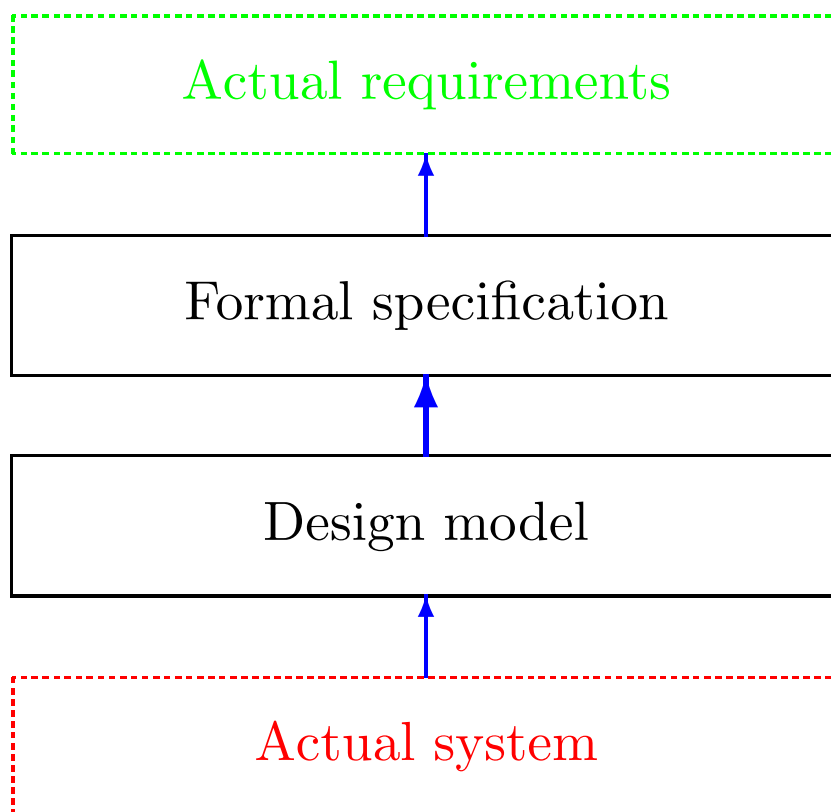 Actual requirements
Formal specification
Design model
Actual system